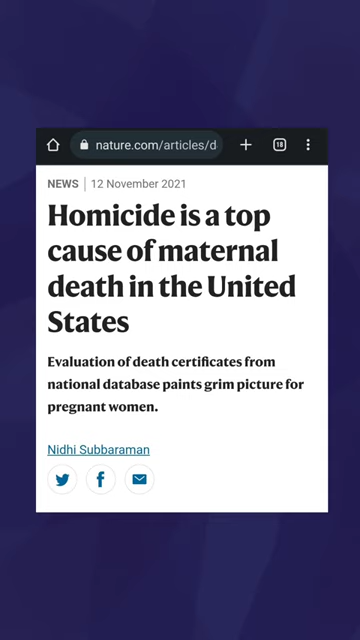 nature.com/articles/d
18
NEWS | 12 November 2021
Homicide is a top
cause of maternal
death in the United
States
Evaluation of death certificates from
national database paints grim picture for
pregnant women.
Nidhi Subbaraman